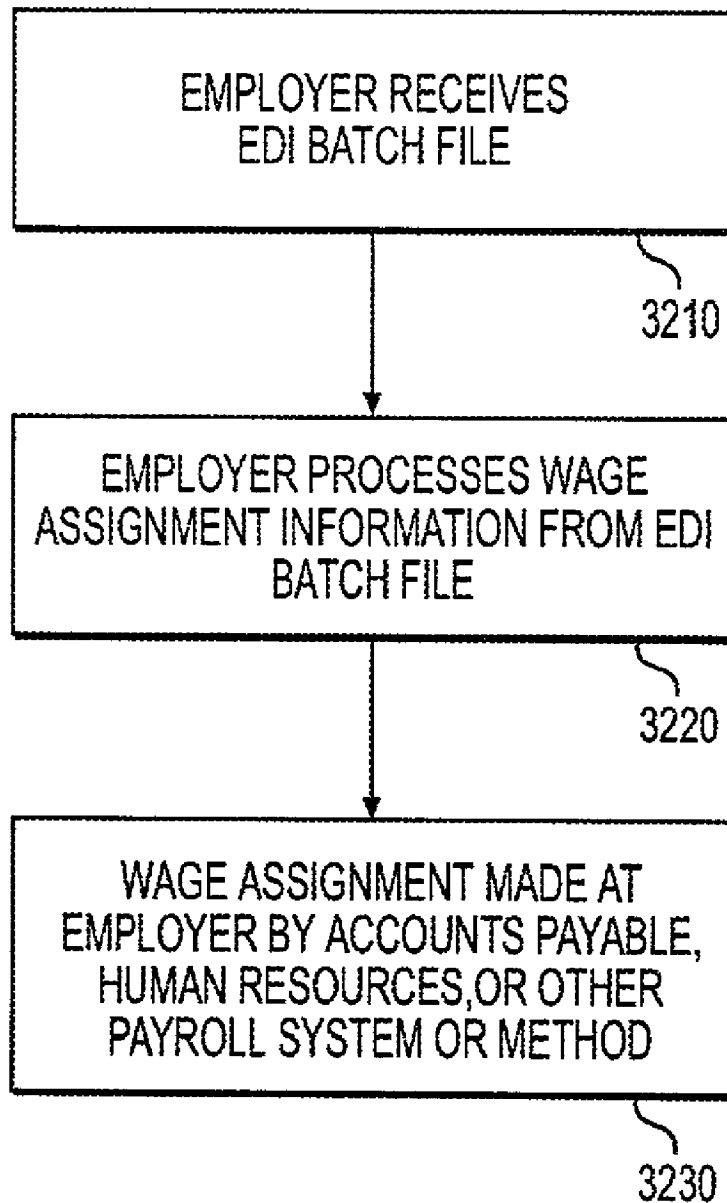 EMPLOYER RECEIVES
EDI BATCH FILE
3210
EMPLOYER PROCESSES WAGE
ASSIGNMENT INFORMATION FROM EDI
BATCH FILE
3220
WAGE ASSIGNMENT MADE AT
EMPLOYER BY ACCOUNTS PAYABLE,
HUMAN RESOURCES,OR OTHER
PAYROLL SYSTEM OR METHOD
3230